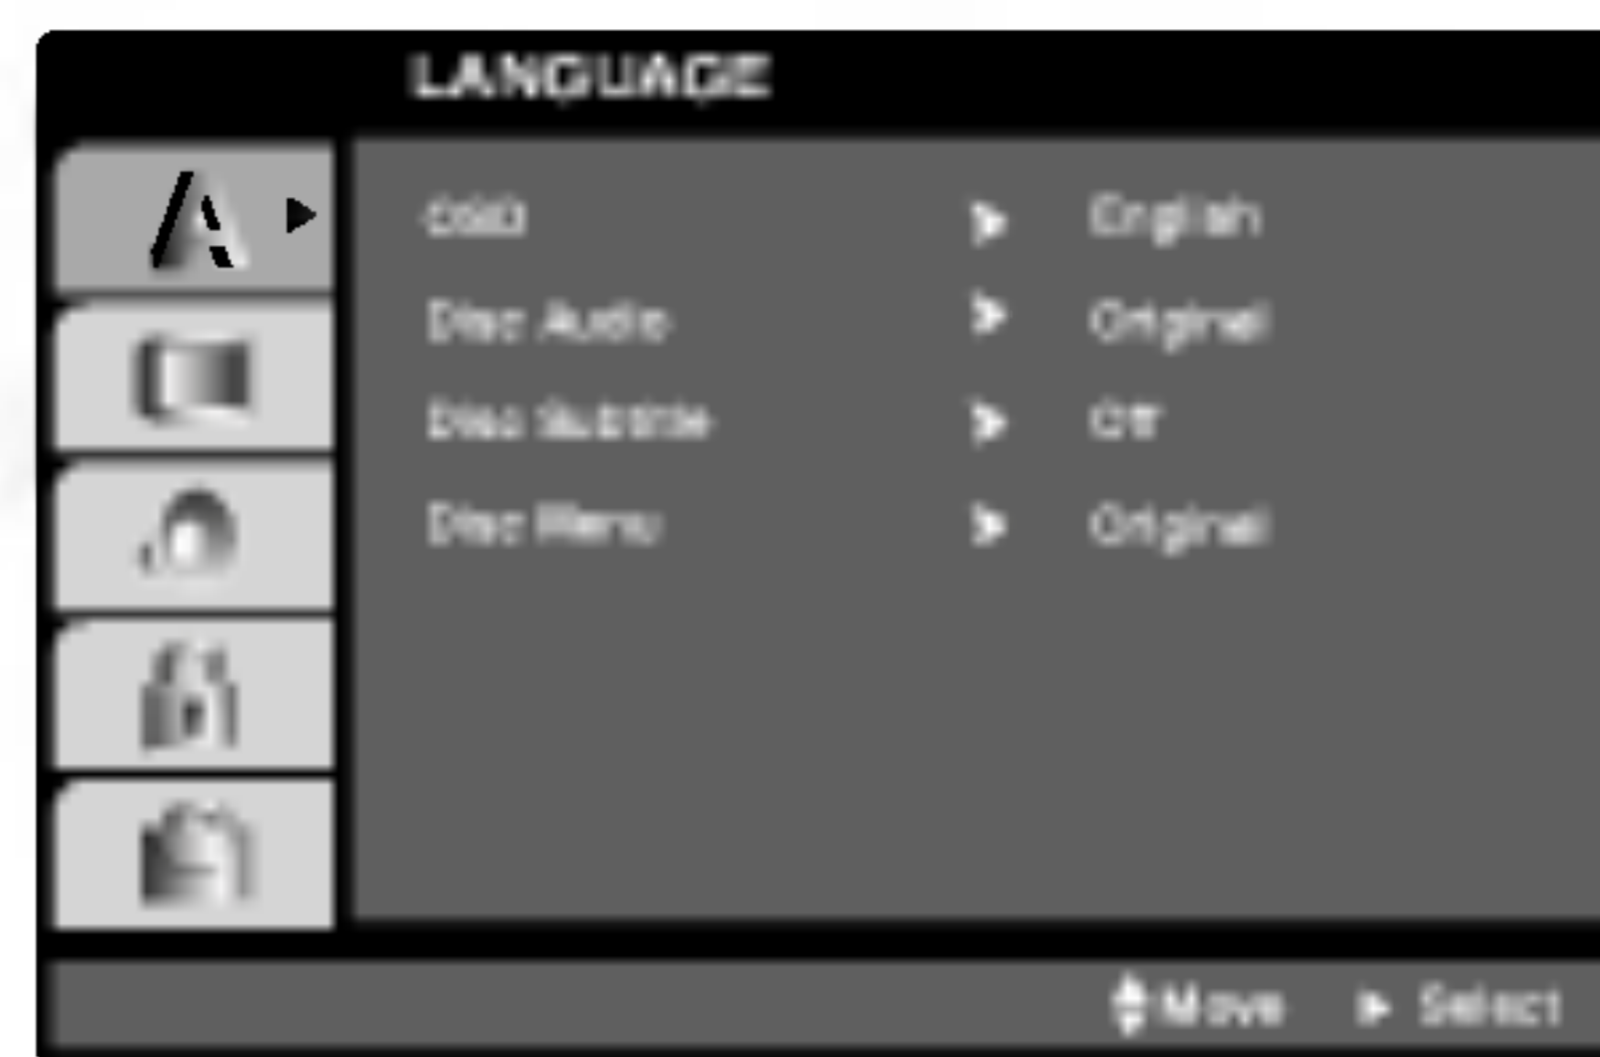 LANGUAGE
OSD English
Disc Audio Original
Disc Subtitle Off
Disc Menu Original
Move Select